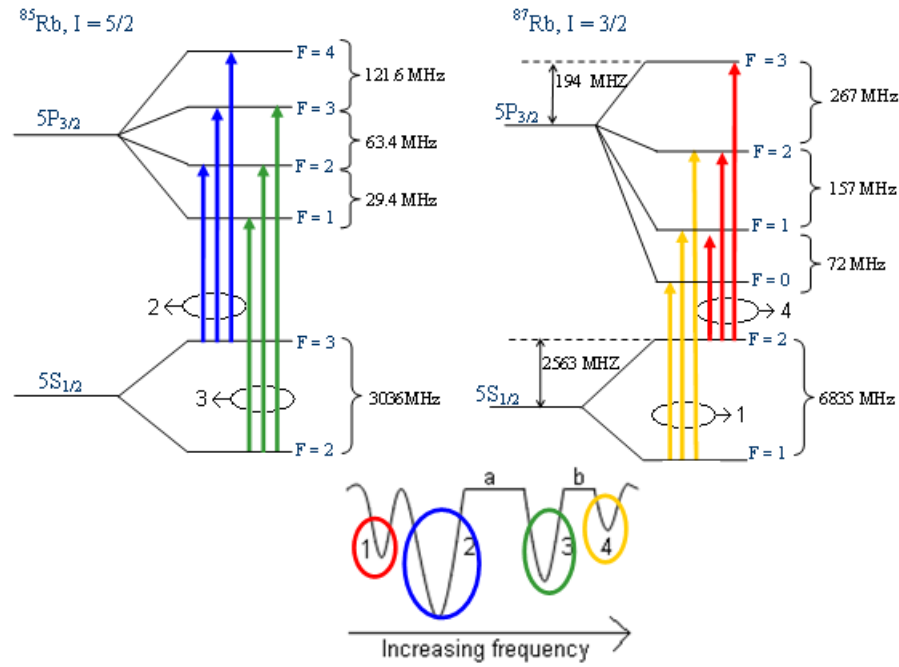 ⁸⁵Rb, I = 5/2
F = 4
121.6 MHz
F = 3
5P3/2
63.4 MHz
F = 2
29.4 MHz
F = 1
2
F = 3
5S1/2
3
3036MHz
F = 2
⁸⁷Rb, I = 3/2
F = 3
194 MHZ
267 MHz
5P3/2
F = 2
157 MHz
F = 1
72 MHz
F=0
4
F = 2
2563 MHZ
5S1/2
6835 MHz
1
F = 1
a
b
1
2
3
4
Increasing frequency